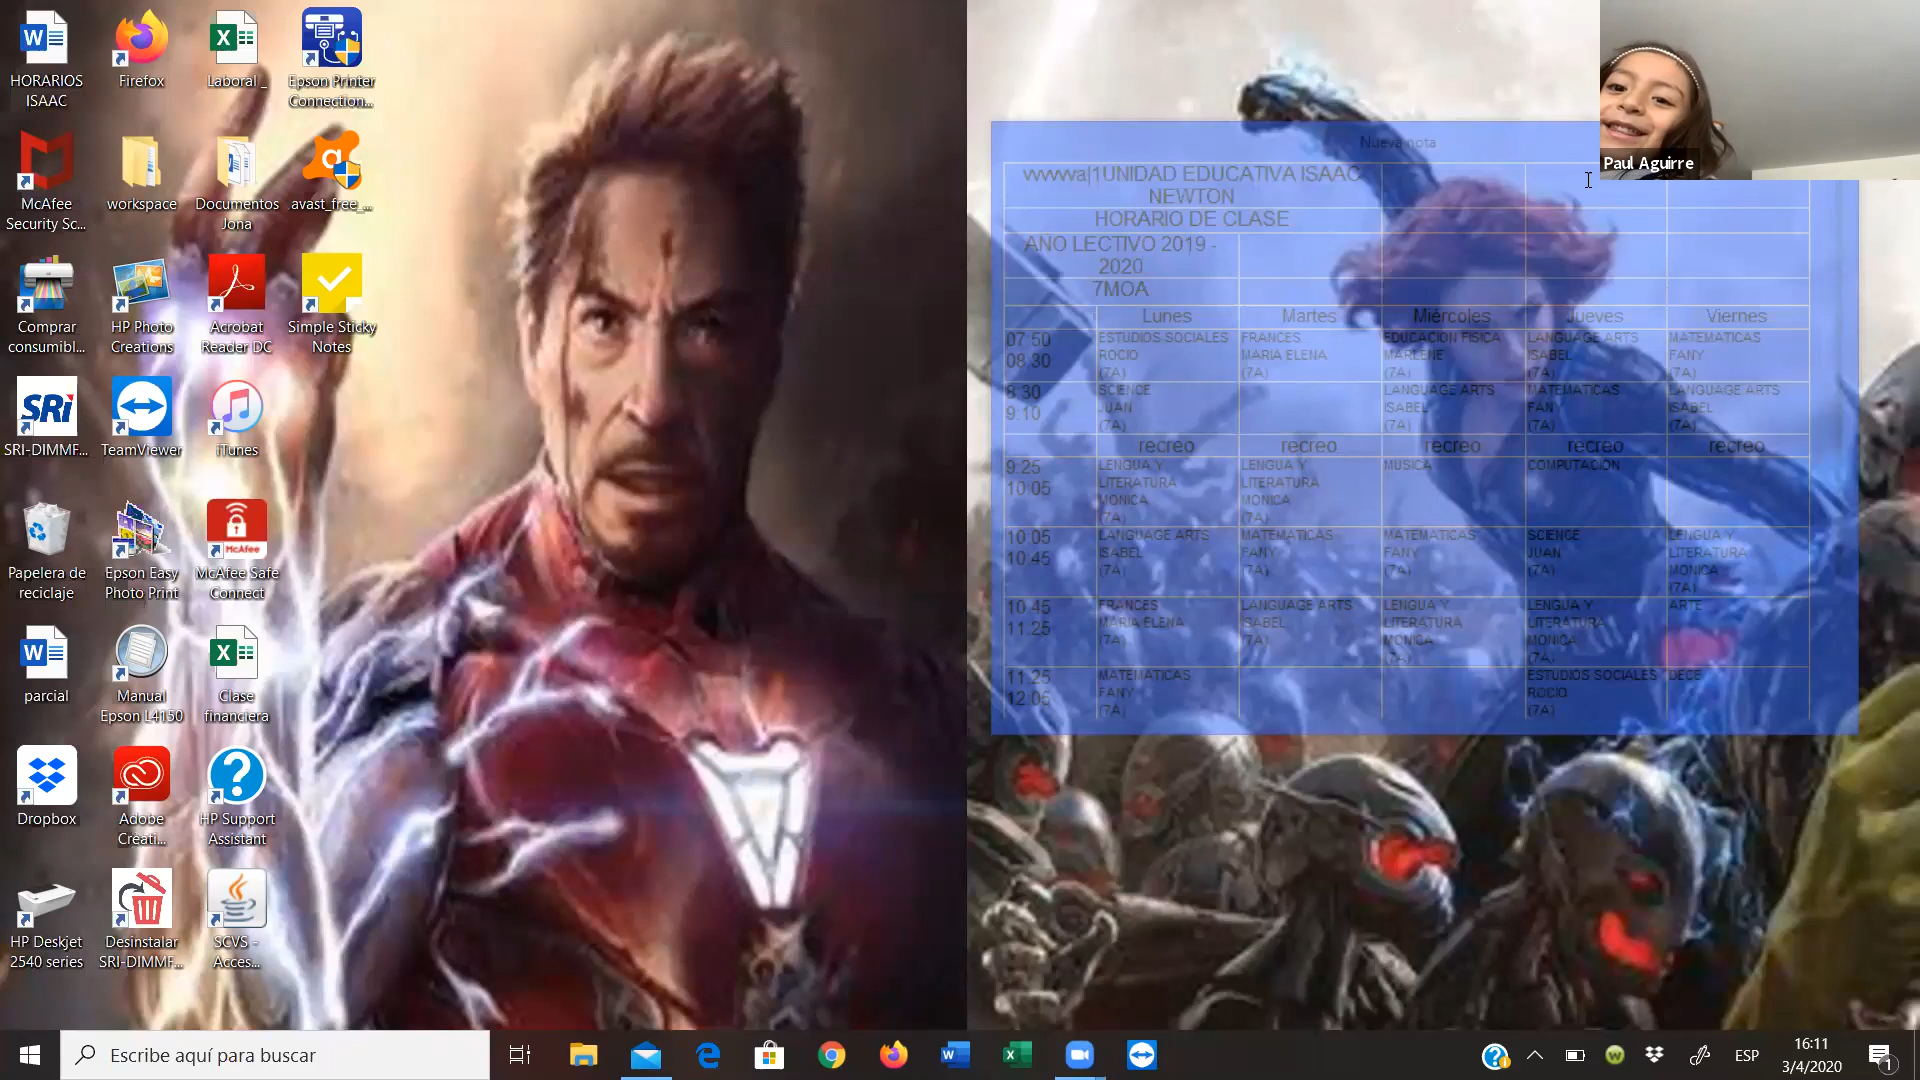 HORARIOS
ISAAC
Firefox
Laboral _
Epson Printer
Connection...
McAfee
Security Sc...
workspace
Documentos
Jona
avast_free_...
Comprar
consumibl...
HP Photo
Creations
Acrobat
Reader DC
Simple Sticky
Notes
SRi
SRI-DIMMF...
TeamViewer
iTunes
Papelera de
reciclaje
Epson Easy
Photo Print
McAfee
McAfee Safe
Connect
parcial
Manual
Epson L4150
Clase
financiera
Dropbox
Adobe
Creati...
HP Support
Assistant
HP Deskjet
2540 series
Desinstalar
SRI-DIMMF...
SCVS -
Acces...
Nueva nota
vvwwa|1UNIDAD EDUCATIVA ISAAC
NEWTON
HORARIO DE CLASE
ANO LECTIVO 2019 -
2020
7MOA
Lunes Martes Miércoles Jueves Viernes
07:50 ESTUDIOS SOCIALES FRANCES EDUCACION FISICA LANGUAGE ARTS MATEMATICAS
08:30 ROCIO MARIA ELENA MARLENE ISABEL FANY
(7A) (7A) (7A) (7A) (7A)
8:30 SCIENCE LANGUAGE ARTS MATEMATICAS LANGUAGE ARTS
9:10 JUAN ISABEL FANY ISABEL
(7A) (7A) (7A) (7A)
recreo recreo recreo recreo recreo
9:25 LENGUA Y LENGUA Y MUSICA COMPUTACION
10:05 LITERATURA LITERATURA
MONICA MONICA
(7A) (7A)
10:05 LANGUAGE ARTS MATEMATICAS MATEMATICAS SCIENCE LENGUA Y
10:45 ISABEL FANY FANY JUAN LITERATURA
(7A) (7A) (7A) (7A) MONICA
(7A)
10:45 FRANCES LANGUAGE ARTS LENGUA Y LENGUA Y ARTE
11:25 MARIA ELENA ISABEL LITERATURA LITERATURA
(7A) (7A) MONICA MONICA
(7A) (7A)
11:25 MATEMATICAS ESTUDIOS SOCIALES DECE
12:05 FANY ROCIO
(7A) (7A)
Paul Aguirre
Escribe aquí para buscar
ESP
16:11
3/4/2020
1